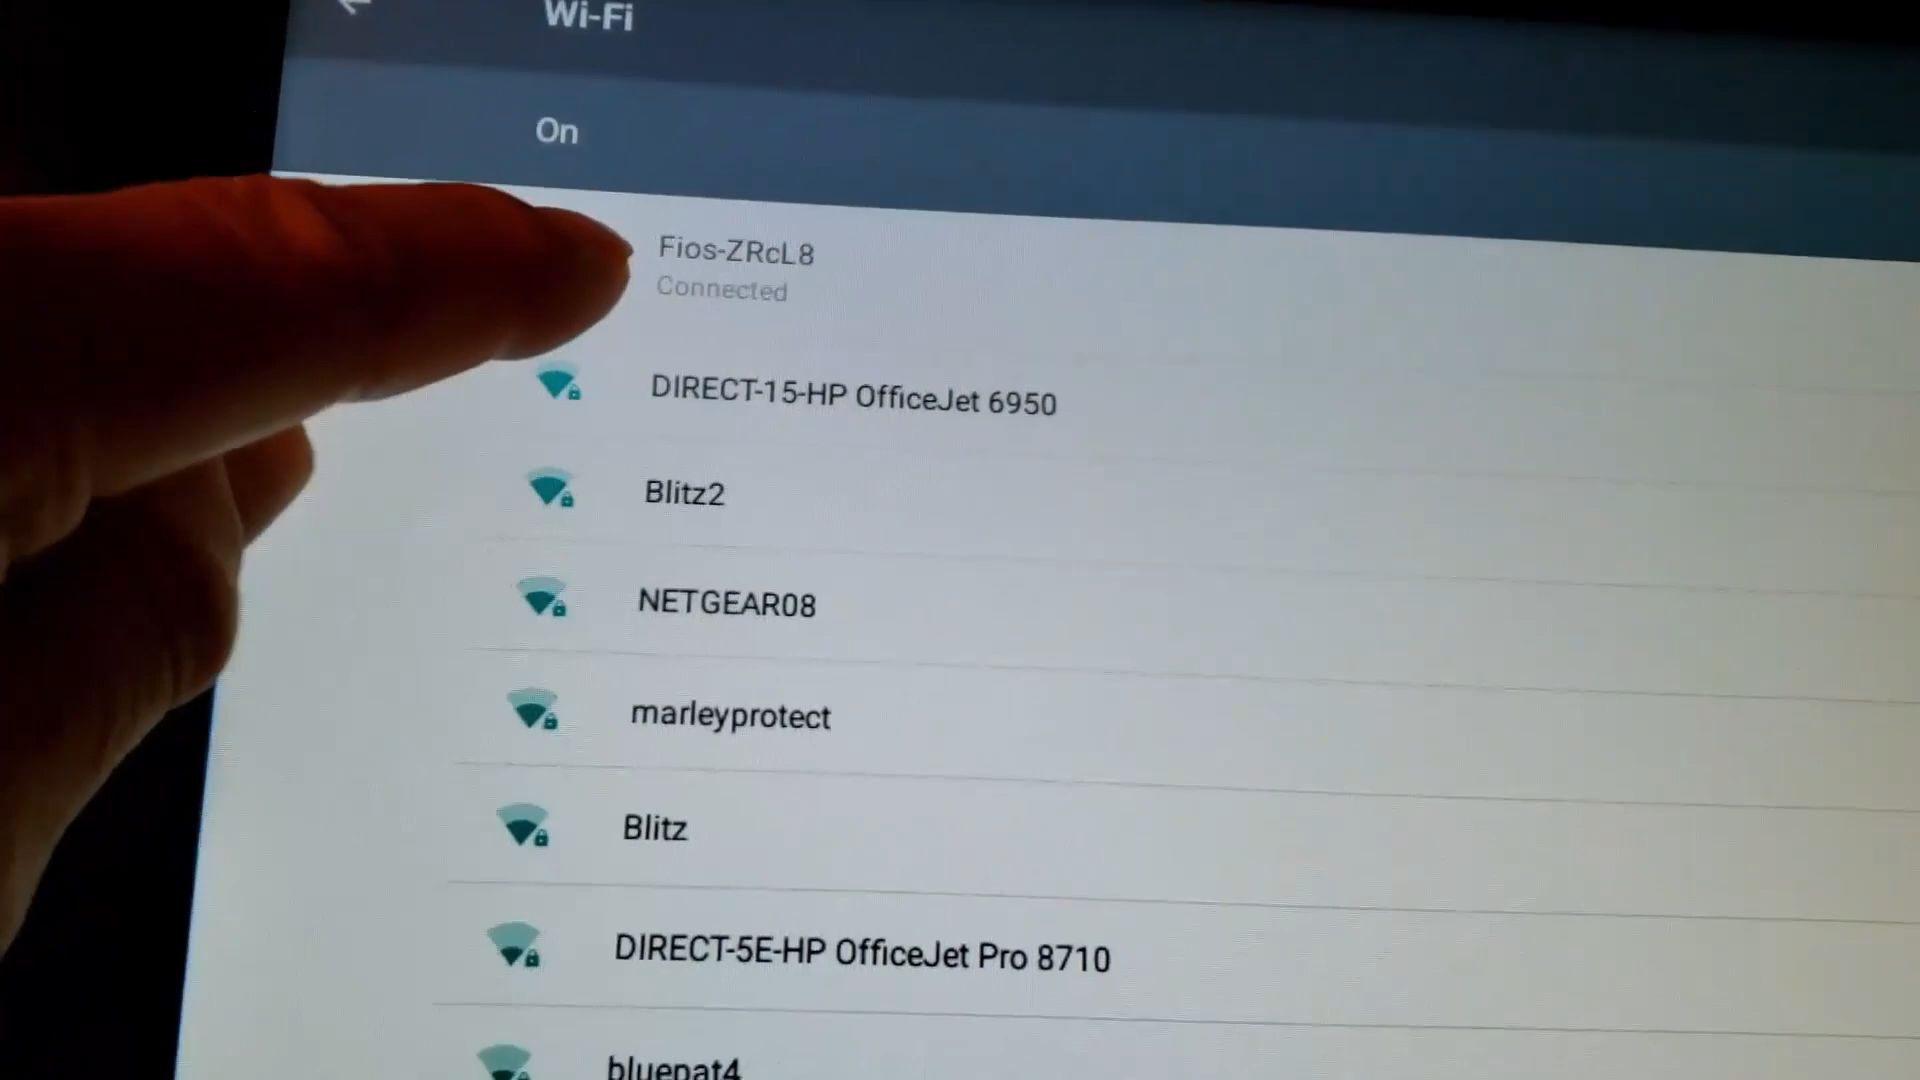 Wi-Fi
On
Fios-ZRcL8
Connected
DIRECT-15-HP OfficeJet 6950
Blitz2
NETGEAR08
marleyprotect
Blitz
DIRECT-5E-HP OfficeJet Pro 8710
bluepat4